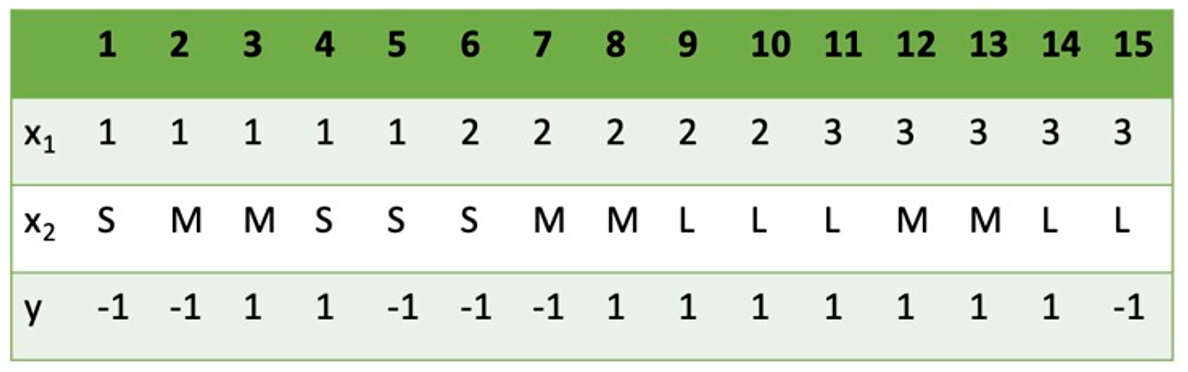 1 2 3 4 5 6 7 8 9 10 11 12 13 14 15
x₁ 1 1 1 1 1 2 2 2 2 2 3 3 3 3 3
x₂ S M M S S S M M L L L M M L L
y -1 -1 1 1 -1 -1 -1 1 1 1 1 1 1 1 -1